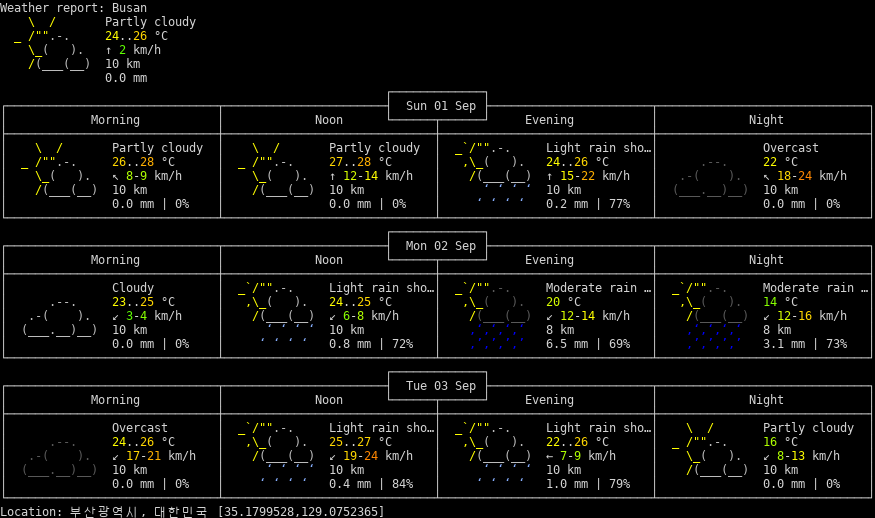 Weather report: Busan
Partly cloudy
24..26 °C
↑ 2 km/h
10 km
0.0 mm
Sun 01 Sep
Morning Noon Evening Night
Partly cloudy Partly cloudy Light rain sho… Overcast
26..28 °C 27..28 °C 24..26 °C 22 °C
↖ 8-9 km/h ↑ 12-14 km/h ↑ 15-22 km/h ↖ 18-24 km/h
10 km 10 km 10 km 10 km
0.0 mm | 0% 0.0 mm | 0% 0.2 mm | 77% 0.0 mm | 0%
Mon 02 Sep
Morning Noon Evening Night
Cloudy Light rain sho… Moderate rain … Moderate rain …
23..25 °C 24..25 °C 20 °C 14 °C
↙ 3-4 km/h ↙ 6-8 km/h ↙ 12-14 km/h ↙ 12-16 km/h
10 km 10 km 8 km 8 km
0.0 mm | 0% 0.8 mm | 72% 6.5 mm | 69% 3.1 mm | 73%
Tue 03 Sep
Morning Noon Evening Night
Overcast Light rain sho… Light rain sho… Partly cloudy
24..26 °C 25..27 °C 22..26 °C 16 °C
↙ 17-21 km/h ↙ 19-24 km/h ← 7-9 km/h ↙ 8-13 km/h
10 km 10 km 10 km 10 km
0.0 mm | 0% 0.4 mm | 84% 1.0 mm | 79% 0.0 mm | 0%
Location: 부산광역시, 대한민국 [35.1799528,129.0752365]